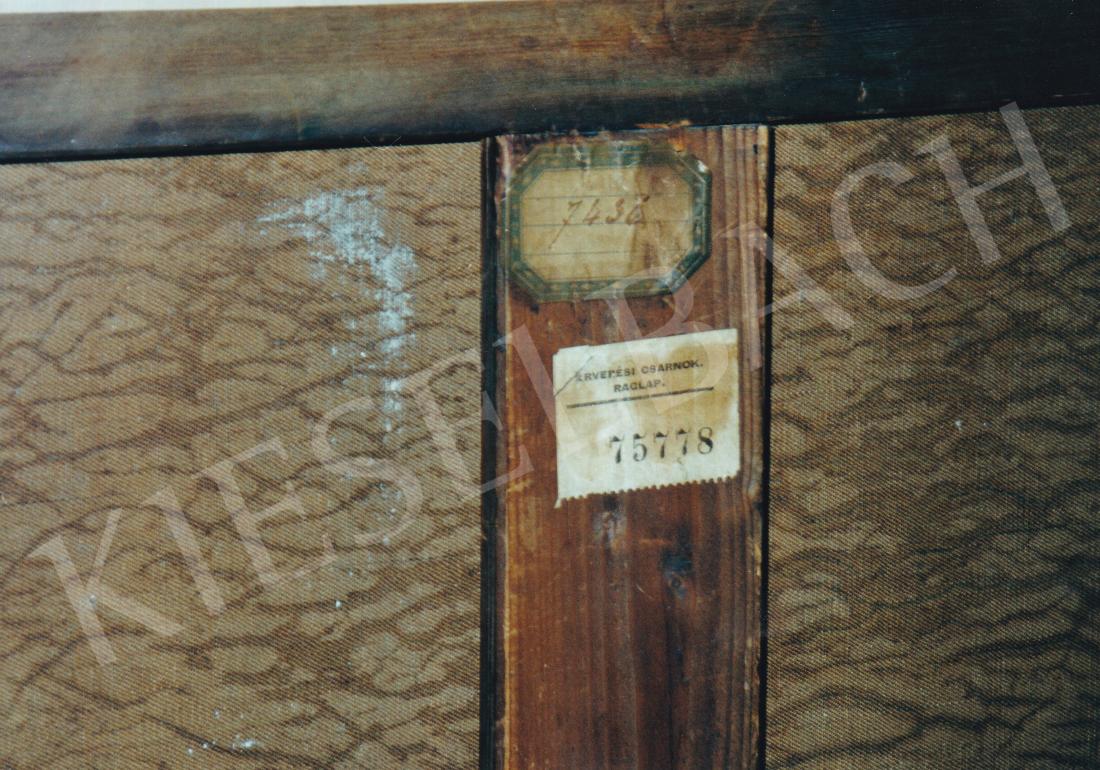 7436
ÁRVERÉSI CSARNOK.
RAGLAP.
75778
KIESELBACH